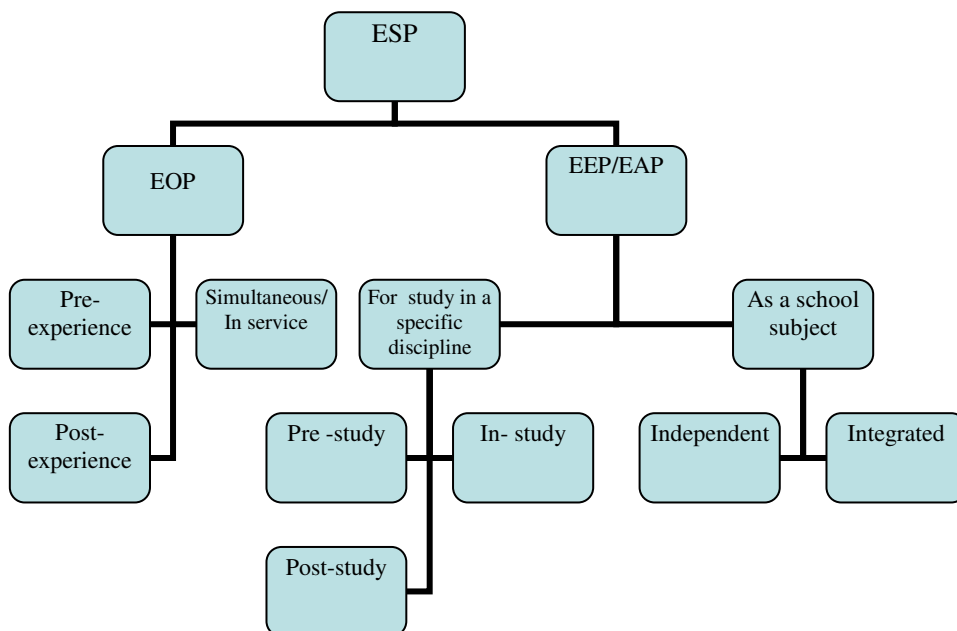 ESP
EOP
EEP/EAP
Pre-
experience
Simultaneous/
In service
For study in a
specific
discipline
As a school
subject
Post-
experience
Pre -study
In- study
Independent
Integrated
Post-study